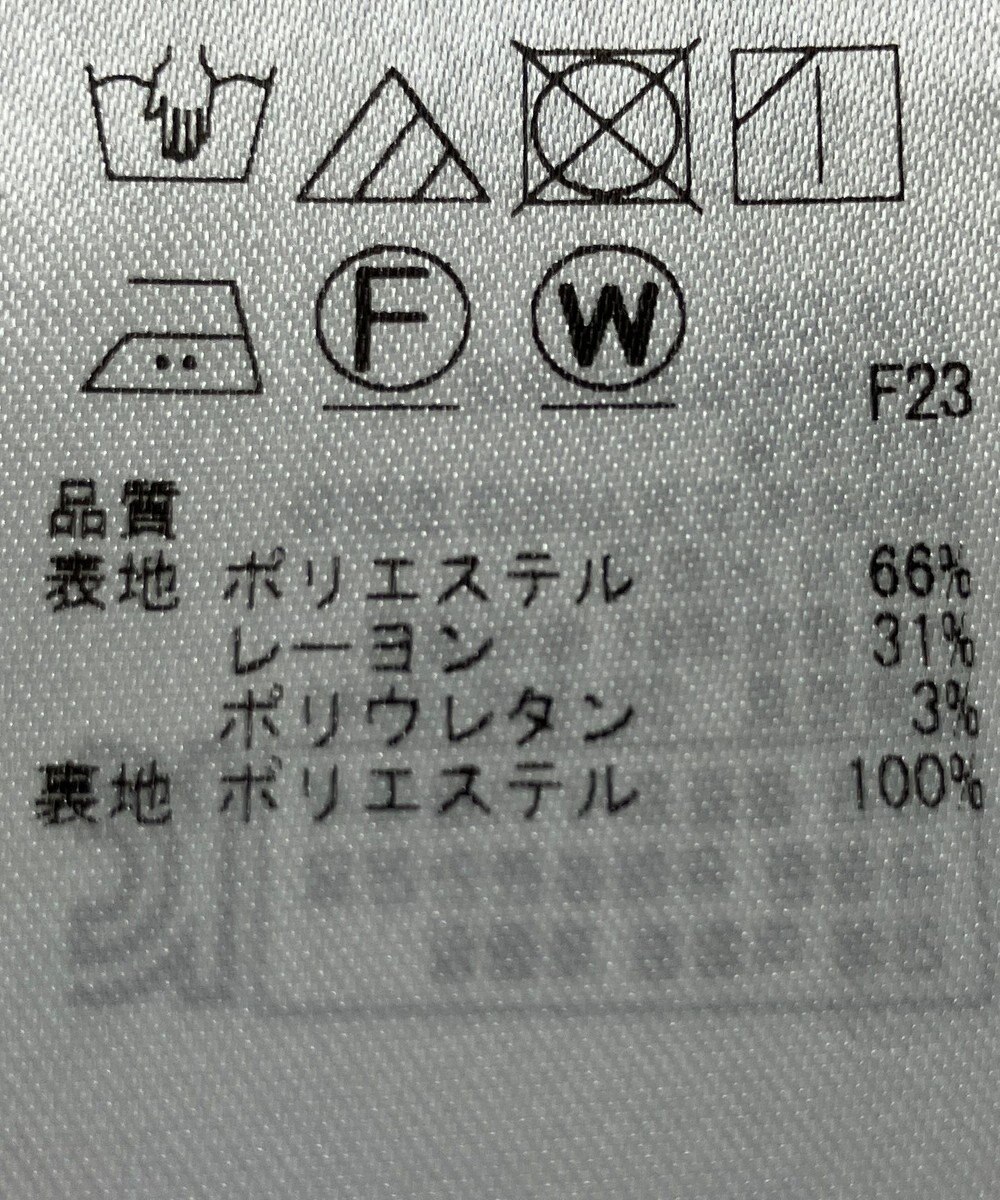 F W
F23
品質
表地 ポリエステル 66%
レーヨン 31%
ポリウレタン 3%
裏地 ポリエステル 100%